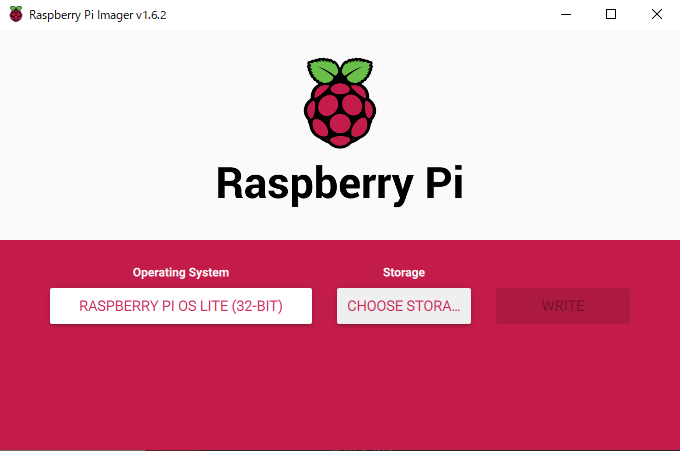 Raspberry Pi Imager v1.6.2
Raspberry Pi
Operating System
Storage
RASPBERRY PI OS LITE (32-BIT)
CHOOSE STORA...
WRITE